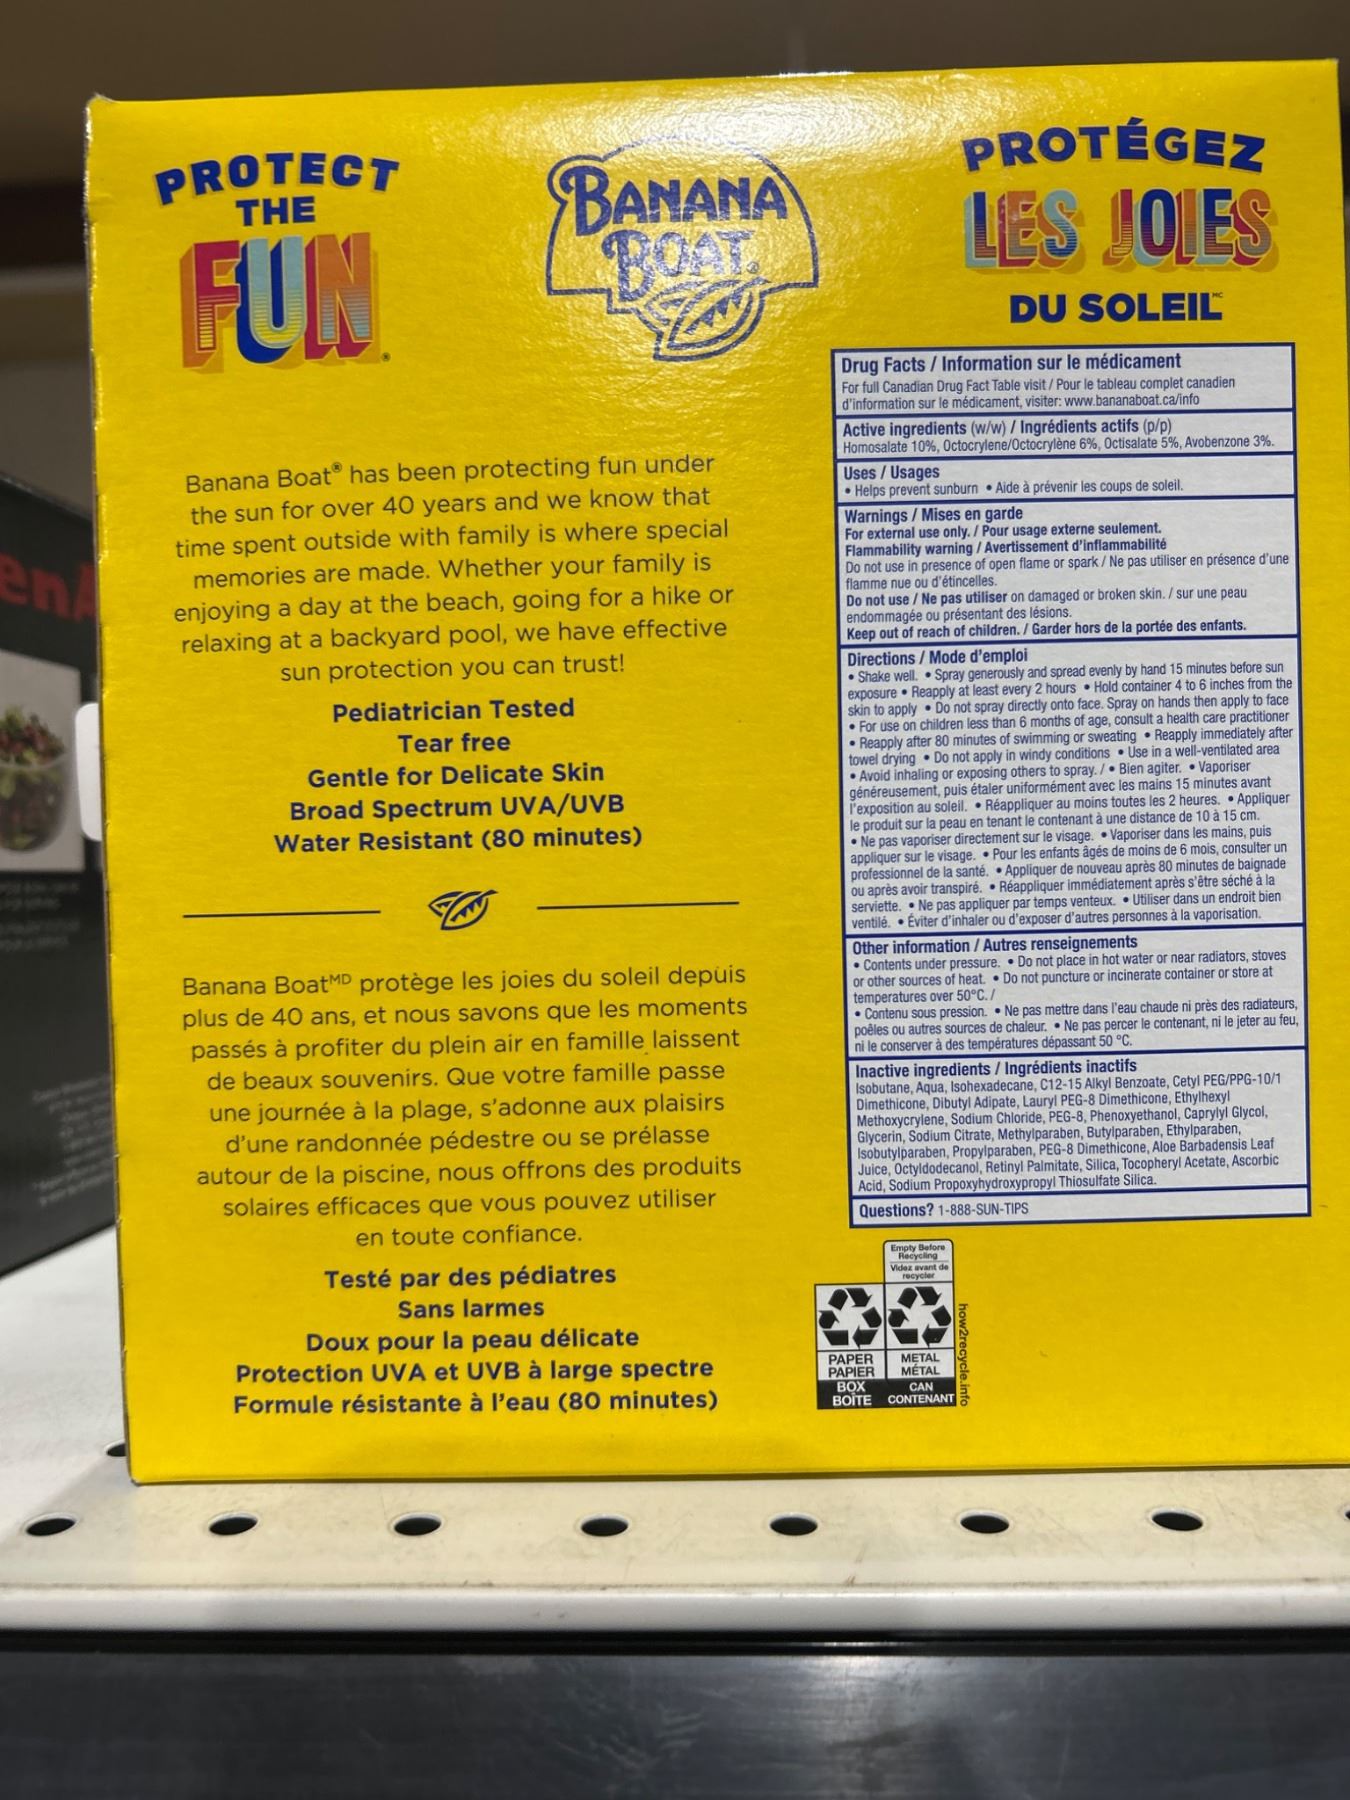 PROTECT
THE
FUN®
BANANA
BOAT®
PROTÉGEZ
LES JOIES
DU SOLEIL MC
Banana Boat® has been protecting fun under
the sun for over 40 years and we know that
time spent outside with family is where special
memories are made. Whether your family is
enjoying a day at the beach, going for a hike or
relaxing at a backyard pool, we have effective
sun protection you can trust!
Pediatrician Tested
Tear free
Gentle for Delicate Skin
Broad Spectrum UVA/UVB
Water Resistant (80 minutes)
Banana Boat MD protège les joies du soleil depuis
plus de 40 ans, et nous savons que les moments
passés à profiter du plein air en famille laissent
de beaux souvenirs. Que votre famille passe
une journée à la plage, s'adonne aux plaisirs
d'une randonnée pédestre ou se prélasse
autour de la piscine, nous offrons des produits
solaires efficaces que vous pouvez utiliser
en toute confiance.
Testé par des pédiatres
Sans larmes
Doux pour la peau délicate
Protection UVA et UVB à large spectre
Formule résistante à l'eau (80 minutes)
Drug Facts / Information sur le médicament
For full Canadian Drug Fact Table visit / Pour le tableau complet canadien
d'information sur le médicament, visiter: www.bananaboat.ca/info
Active ingredients (w/w) / Ingrédients actifs (p/p)
Homosalate 10%, Octocrylene/Octocrylène 6%, Octisalate 5%, Avobenzone 3%.
Uses / Usages
• Helps prevent sunburn • Aide à prévenir les coups de soleil.
Warnings / Mises en garde
For external use only. / Pour usage externe seulement.
Flammability warning / Avertissement d'inflammabilité
Do not use in presence of open flame or spark / Ne pas utiliser en présence d'une
flamme nue ou d'étincelles.
Do not use / Ne pas utiliser on damaged or broken skin. / sur une peau
endommagée ou présentant des lésions.
Keep out of reach of children. / Garder hors de la portée des enfants.
Directions / Mode d'emploi
• Shake well. • Spray generously and spread evenly by hand 15 minutes before sun
exposure • Reapply at least every 2 hours • Hold container 4 to 6 inches from the
skin to apply • Do not spray directly onto face. Spray on hands then apply to face
• For use on children less than 6 months of age, consult a health care practitioner
• Reapply after 80 minutes of swimming or sweating • Reapply immediately after
towel drying • Do not apply in windy conditions • Use in a well-ventilated area
• Avoid inhaling or exposing others to spray. / • Bien agiter. • Vaporiser
généreusement, puis étaler uniformément avec les mains 15 minutes avant
l'exposition au soleil. • Réappliquer au moins toutes les 2 heures. • Appliquer
le produit sur la peau en tenant le contenant à une distance de 10 à 15 cm.
• Ne pas vaporiser directement sur le visage. • Vaporiser dans les mains, puis
appliquer sur le visage. • Pour les enfants âgés de moins de 6 mois, consulter un
professionnel de la santé. • Appliquer de nouveau après 80 minutes de baignade
ou après avoir transpiré. • Réappliquer immédiatement après s'être séché à la
serviette. • Ne pas appliquer par temps venteux. • Utiliser dans un endroit bien
ventilé. • Éviter d'inhaler ou d'exposer d'autres personnes à la vaporisation.
Other information / Autres renseignements
• Contents under pressure. • Do not place in hot water or near radiators, stoves
or other sources of heat. • Do not puncture or incinerate container or store at
temperatures over 50°C. /
• Contenu sous pression. • Ne pas mettre dans l'eau chaude ni près des radiateurs,
poêles ou autres sources de chaleur. • Ne pas percer le contenant, ni le jeter au feu,
ni le conserver à des températures dépassant 50 °C.
Inactive ingredients / Ingrédients inactifs
Isobutane, Aqua, Isohexadecane, C12-15 Alkyl Benzoate, Cetyl PEG/PPG-10/1
Dimethicone, Dibutyl Adipate, Lauryl PEG-8 Dimethicone, Ethylhexyl
Methoxycrylene, Sodium Chloride, PEG-8, Phenoxyethanol, Caprylyl Glycol,
Glycerin, Sodium Citrate, Methylparaben, Butylparaben, Ethylparaben,
Isobutylparaben, Propylparaben, PEG-8 Dimethicone, Aloe Barbadensis Leaf
Juice, Octyldodecanol, Retinyl Palmitate, Silica, Tocopheryl Acetate, Ascorbic
Acid, Sodium Propoxyhydroxypropyl Thiosulfate Silica.
Questions? 1-888-SUN-TIPS
Empty Before
Recycling
Videz avant de
recycler
PAPER
PAPIER
BOX
BOÎTE
METAL
MÉTAL
CAN
CONTENANT
how2recycle.info